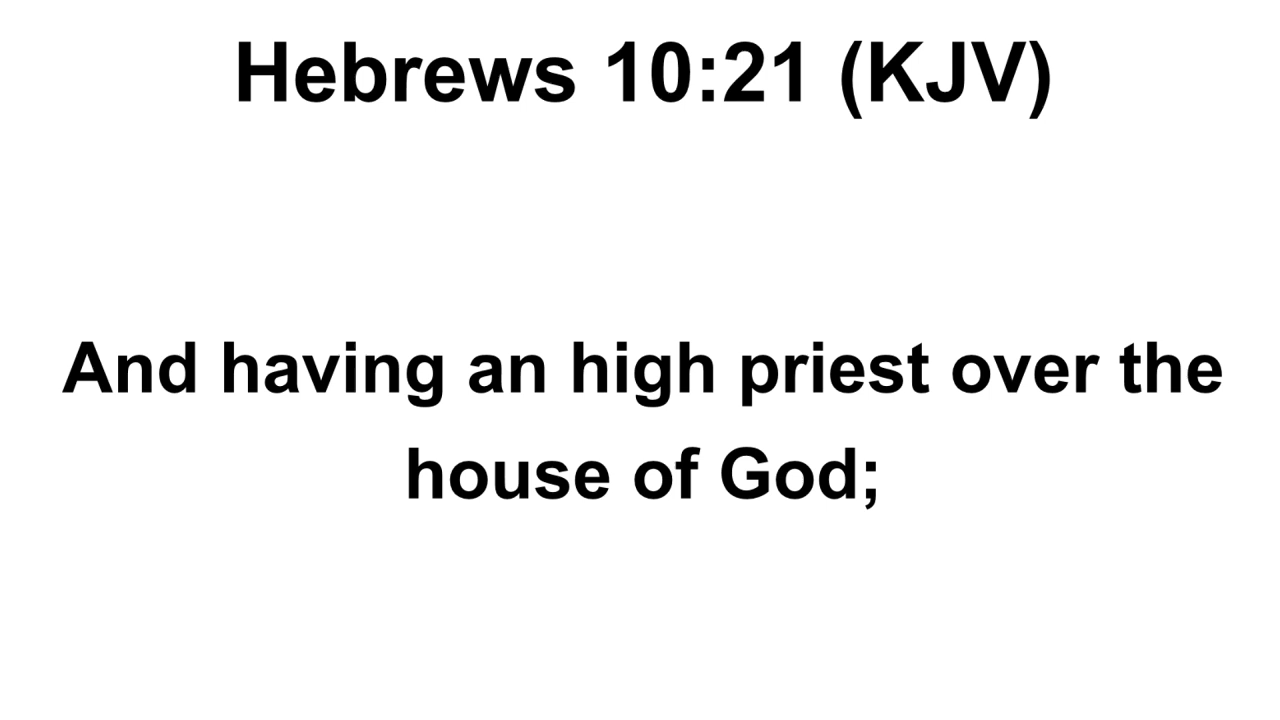 Hebrews 10:21 (KJV)
And having an high priest over the
house of God;